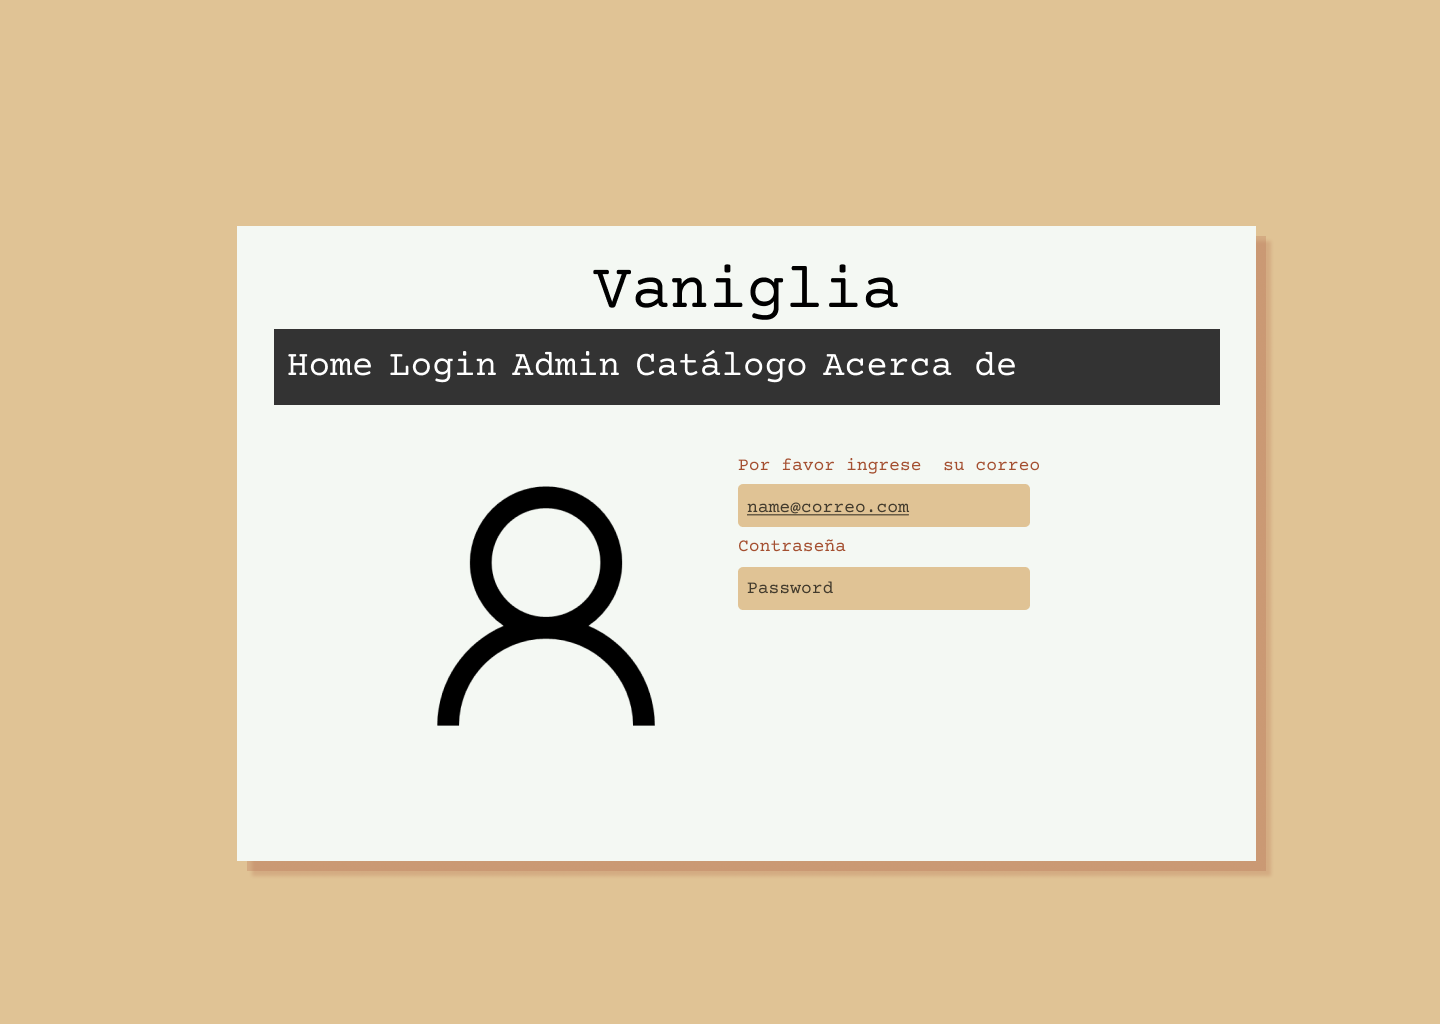 Vaniglia
Home Login Admin Catálogo Acerca de
Por favor ingrese  su correo
name@correo.com
Contraseña
Password